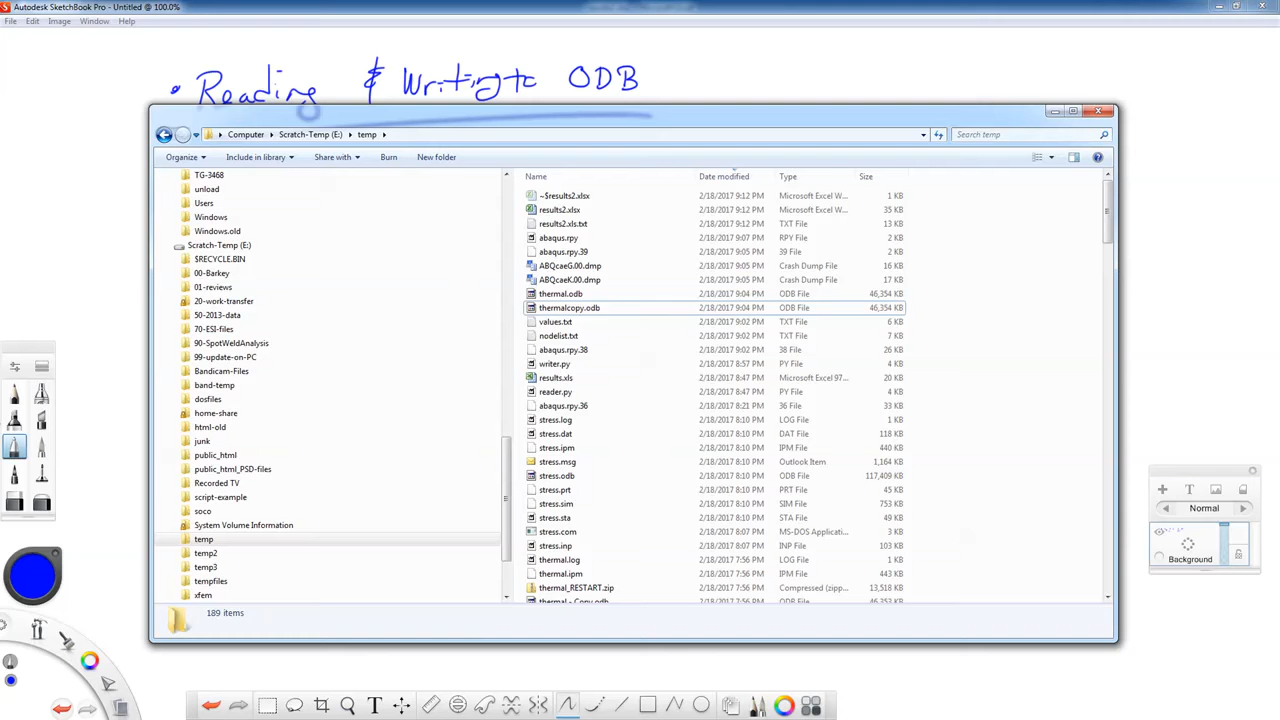 Autodesk SketchBook Pro - Untitled @ 100.0%
File Edit Image Window Help
• Reading & Writing to ODB
Computer Scratch-Temp (E:) temp
Search temp
Organize Include in library Share with Burn New folder
Name Date modified Type Size
TG-3468
unload
Users
Windows
Windows.old
Scratch-Temp (E:)
$RECYCLE.BIN
00-Barkey
01-reviews
20-work-transfer
50-2013-data
70-ESI-files
90-SpotWeldAnalysis
99-update-on-PC
Bandicam-Files
band-temp
dosfiles
home-share
html-old
junk
public_html
public_html_PSD-files
Recorded TV
script-example
soco
System Volume Information
temp
temp2
temp3
tempfiles
xfem
~$results2.xlsx 2/18/2017 9:12 PM Microsoft Excel W... 1 KB
results2.xlsx 2/18/2017 9:12 PM Microsoft Excel W... 35 KB
results2.xls.txt 2/18/2017 9:12 PM TXT File 13 KB
abaqus.rpy 2/18/2017 9:07 PM RPY File 2 KB
abaqus.rpy.39 2/18/2017 9:05 PM 39 File 2 KB
ABQcaeG.00.dmp 2/18/2017 9:05 PM Crash Dump File 16 KB
ABQcaeK.00.dmp 2/18/2017 9:05 PM Crash Dump File 17 KB
thermal.odb 2/18/2017 9:04 PM ODB File 46,354 KB
thermalcopy.odb 2/18/2017 9:04 PM ODB File 46,354 KB
values.txt 2/18/2017 9:02 PM TXT File 6 KB
nodelist.txt 2/18/2017 9:02 PM TXT File 7 KB
abaqus.rpy.38 2/18/2017 9:02 PM 38 File 26 KB
writer.py 2/18/2017 8:57 PM PY File 4 KB
results.xls 2/18/2017 8:47 PM Microsoft Excel 97... 20 KB
reader.py 2/18/2017 8:47 PM PY File 4 KB
abaqus.rpy.36 2/18/2017 8:21 PM 36 File 33 KB
stress.log 2/18/2017 8:10 PM LOG File 1 KB
stress.dat 2/18/2017 8:10 PM DAT File 118 KB
stress.ipm 2/18/2017 8:10 PM IPM File 440 KB
stress.msg 2/18/2017 8:10 PM Outlook Item 1,164 KB
stress.odb 2/18/2017 8:10 PM ODB File 117,409 KB
stress.prt 2/18/2017 8:10 PM PRT File 45 KB
stress.sim 2/18/2017 8:10 PM SIM File 753 KB
stress.sta 2/18/2017 8:10 PM STA File 49 KB
stress.com 2/18/2017 8:07 PM MS-DOS Applicati... 3 KB
stress.inp 2/18/2017 8:07 PM INP File 103 KB
thermal.log 2/18/2017 7:56 PM LOG File 1 KB
thermal.ipm 2/18/2017 7:56 PM IPM File 443 KB
thermal_RESTART.zip 2/18/2017 7:56 PM Compressed (zipp... 13,518 KB
thermal - Copy.odb 2/18/2017 7:56 PM ODB File 46,353 KB
189 items
Normal
Background